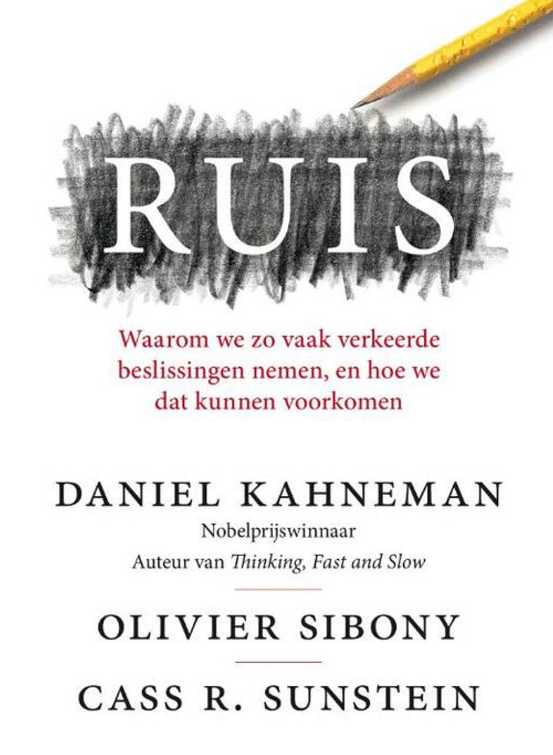 RUIS
Waarom we zo vaak verkeerde
beslissingen nemen, en hoe we
dat kunnen voorkomen
DANIEL KAHNEMAN
Nobelprijswinnaar
Auteur van Thinking, Fast and Slow
OLIVIER SIBONY
CASS R. SUNSTEIN